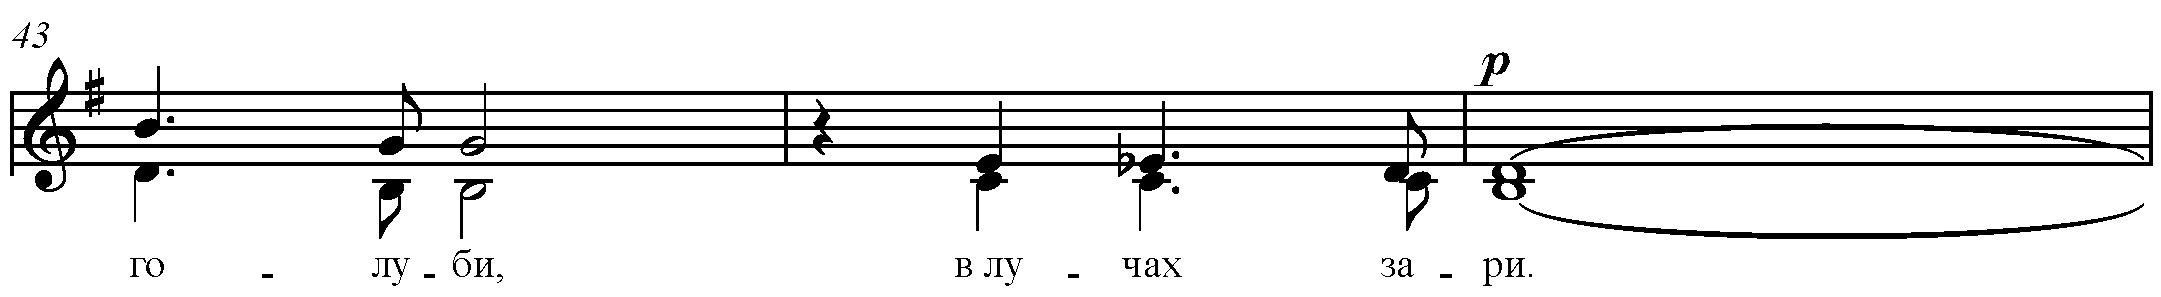 43
p
го - лу - би, в лу - чах за - ри.